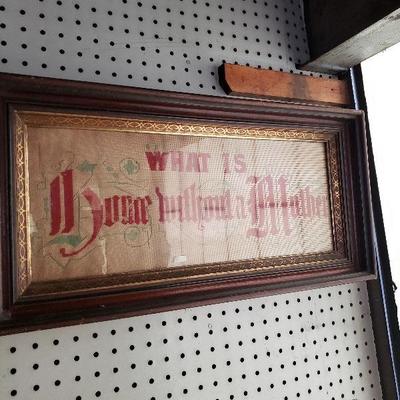 WHAT IS
Home without a Mother